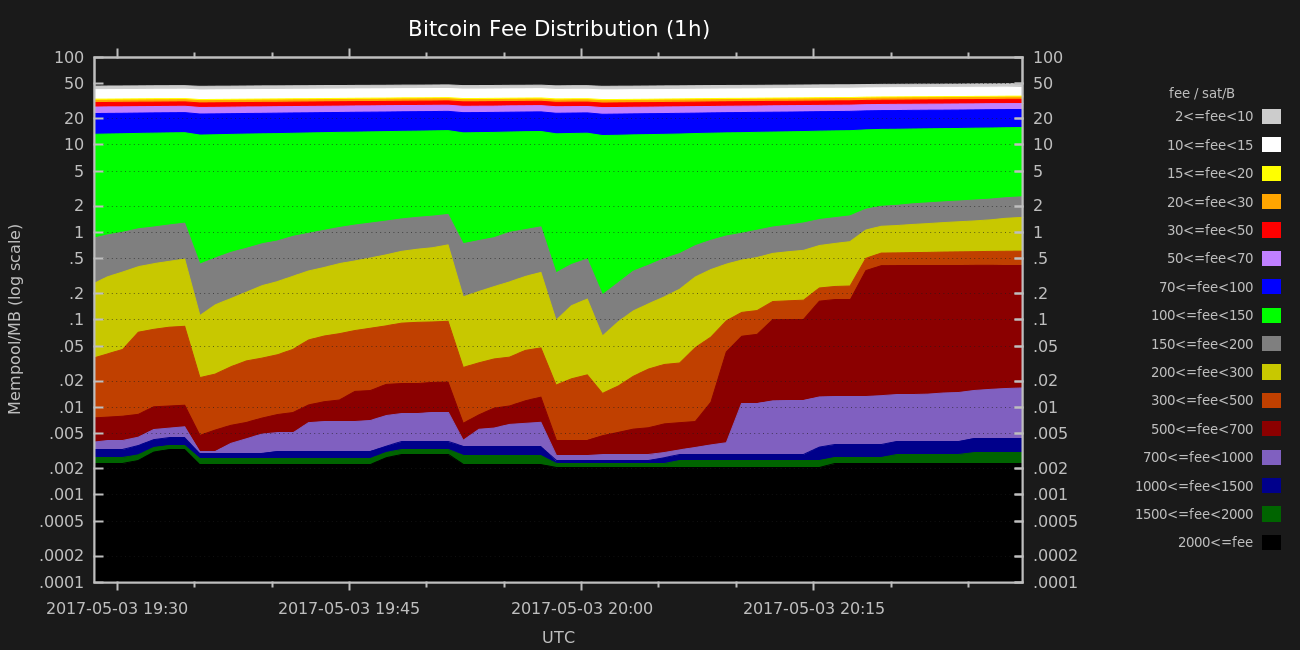 Bitcoin Fee Distribution (1h)
100
50
20
10
5
2
1
.5
.2
.1
.05
.02
.01
.005
.002
.001
.0005
.0002
.0001
Mempool/MB (log scale)
100
50
20
10
5
2
1
.5
.2
.1
.05
.02
.01
.005
.002
.001
.0005
.0002
.0001
2017-05-03 19:30
2017-05-03 19:45
2017-05-03 20:00
2017-05-03 20:15
UTC
fee / sat/B
2<=fee<10
10<=fee<15
15<=fee<20
20<=fee<30
30<=fee<50
50<=fee<70
70<=fee<100
100<=fee<150
150<=fee<200
200<=fee<300
300<=fee<500
500<=fee<700
700<=fee<1000
1000<=fee<1500
1500<=fee<2000
2000<=fee